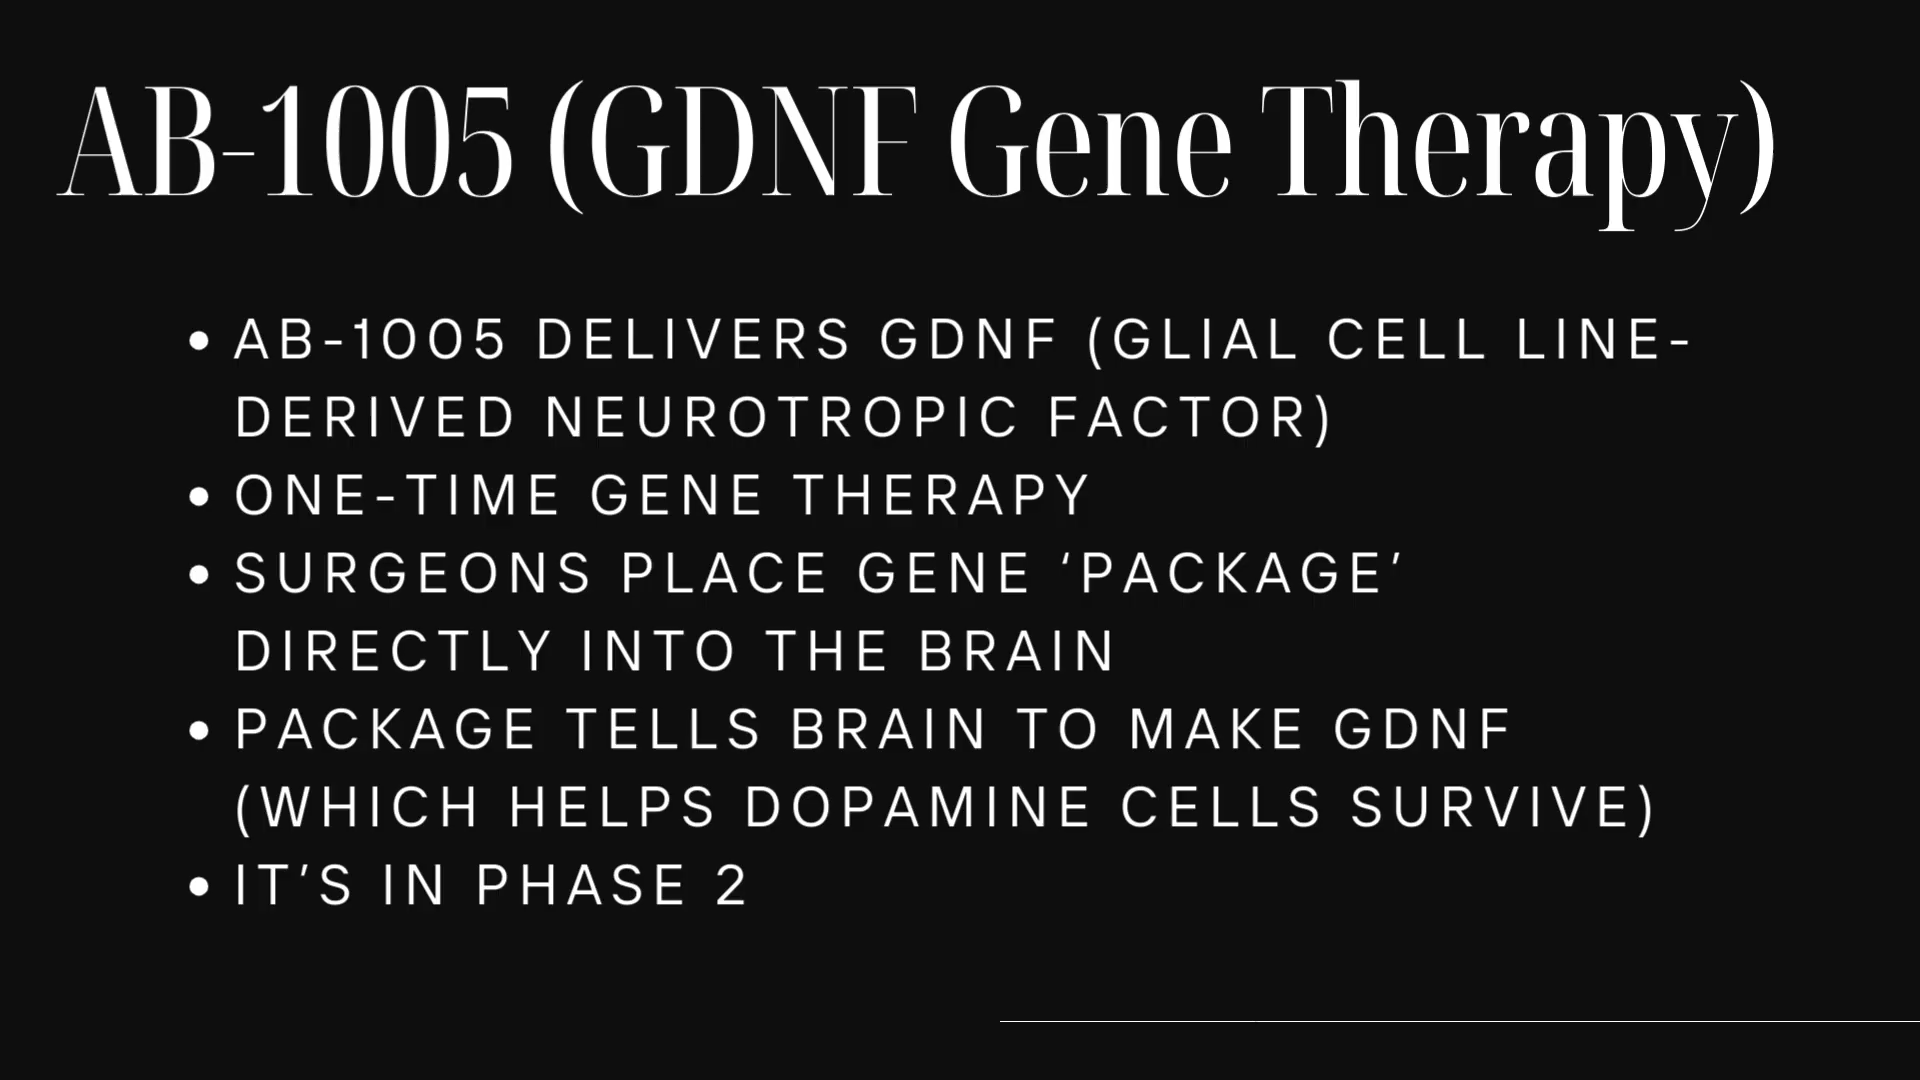 AB-1005 (GDNF Gene Therapy)
• AB-1005 DELIVERS GDNF (GLIAL CELL LINE-
DERIVED NEUROTROPIC FACTOR)
• ONE-TIME GENE THERAPY
• SURGEONS PLACE GENE ‘PACKAGE’
DIRECTLY INTO THE BRAIN
• PACKAGE TELLS BRAIN TO MAKE GDNF
(WHICH HELPS DOPAMINE CELLS SURVIVE)
• IT’S IN PHASE 2